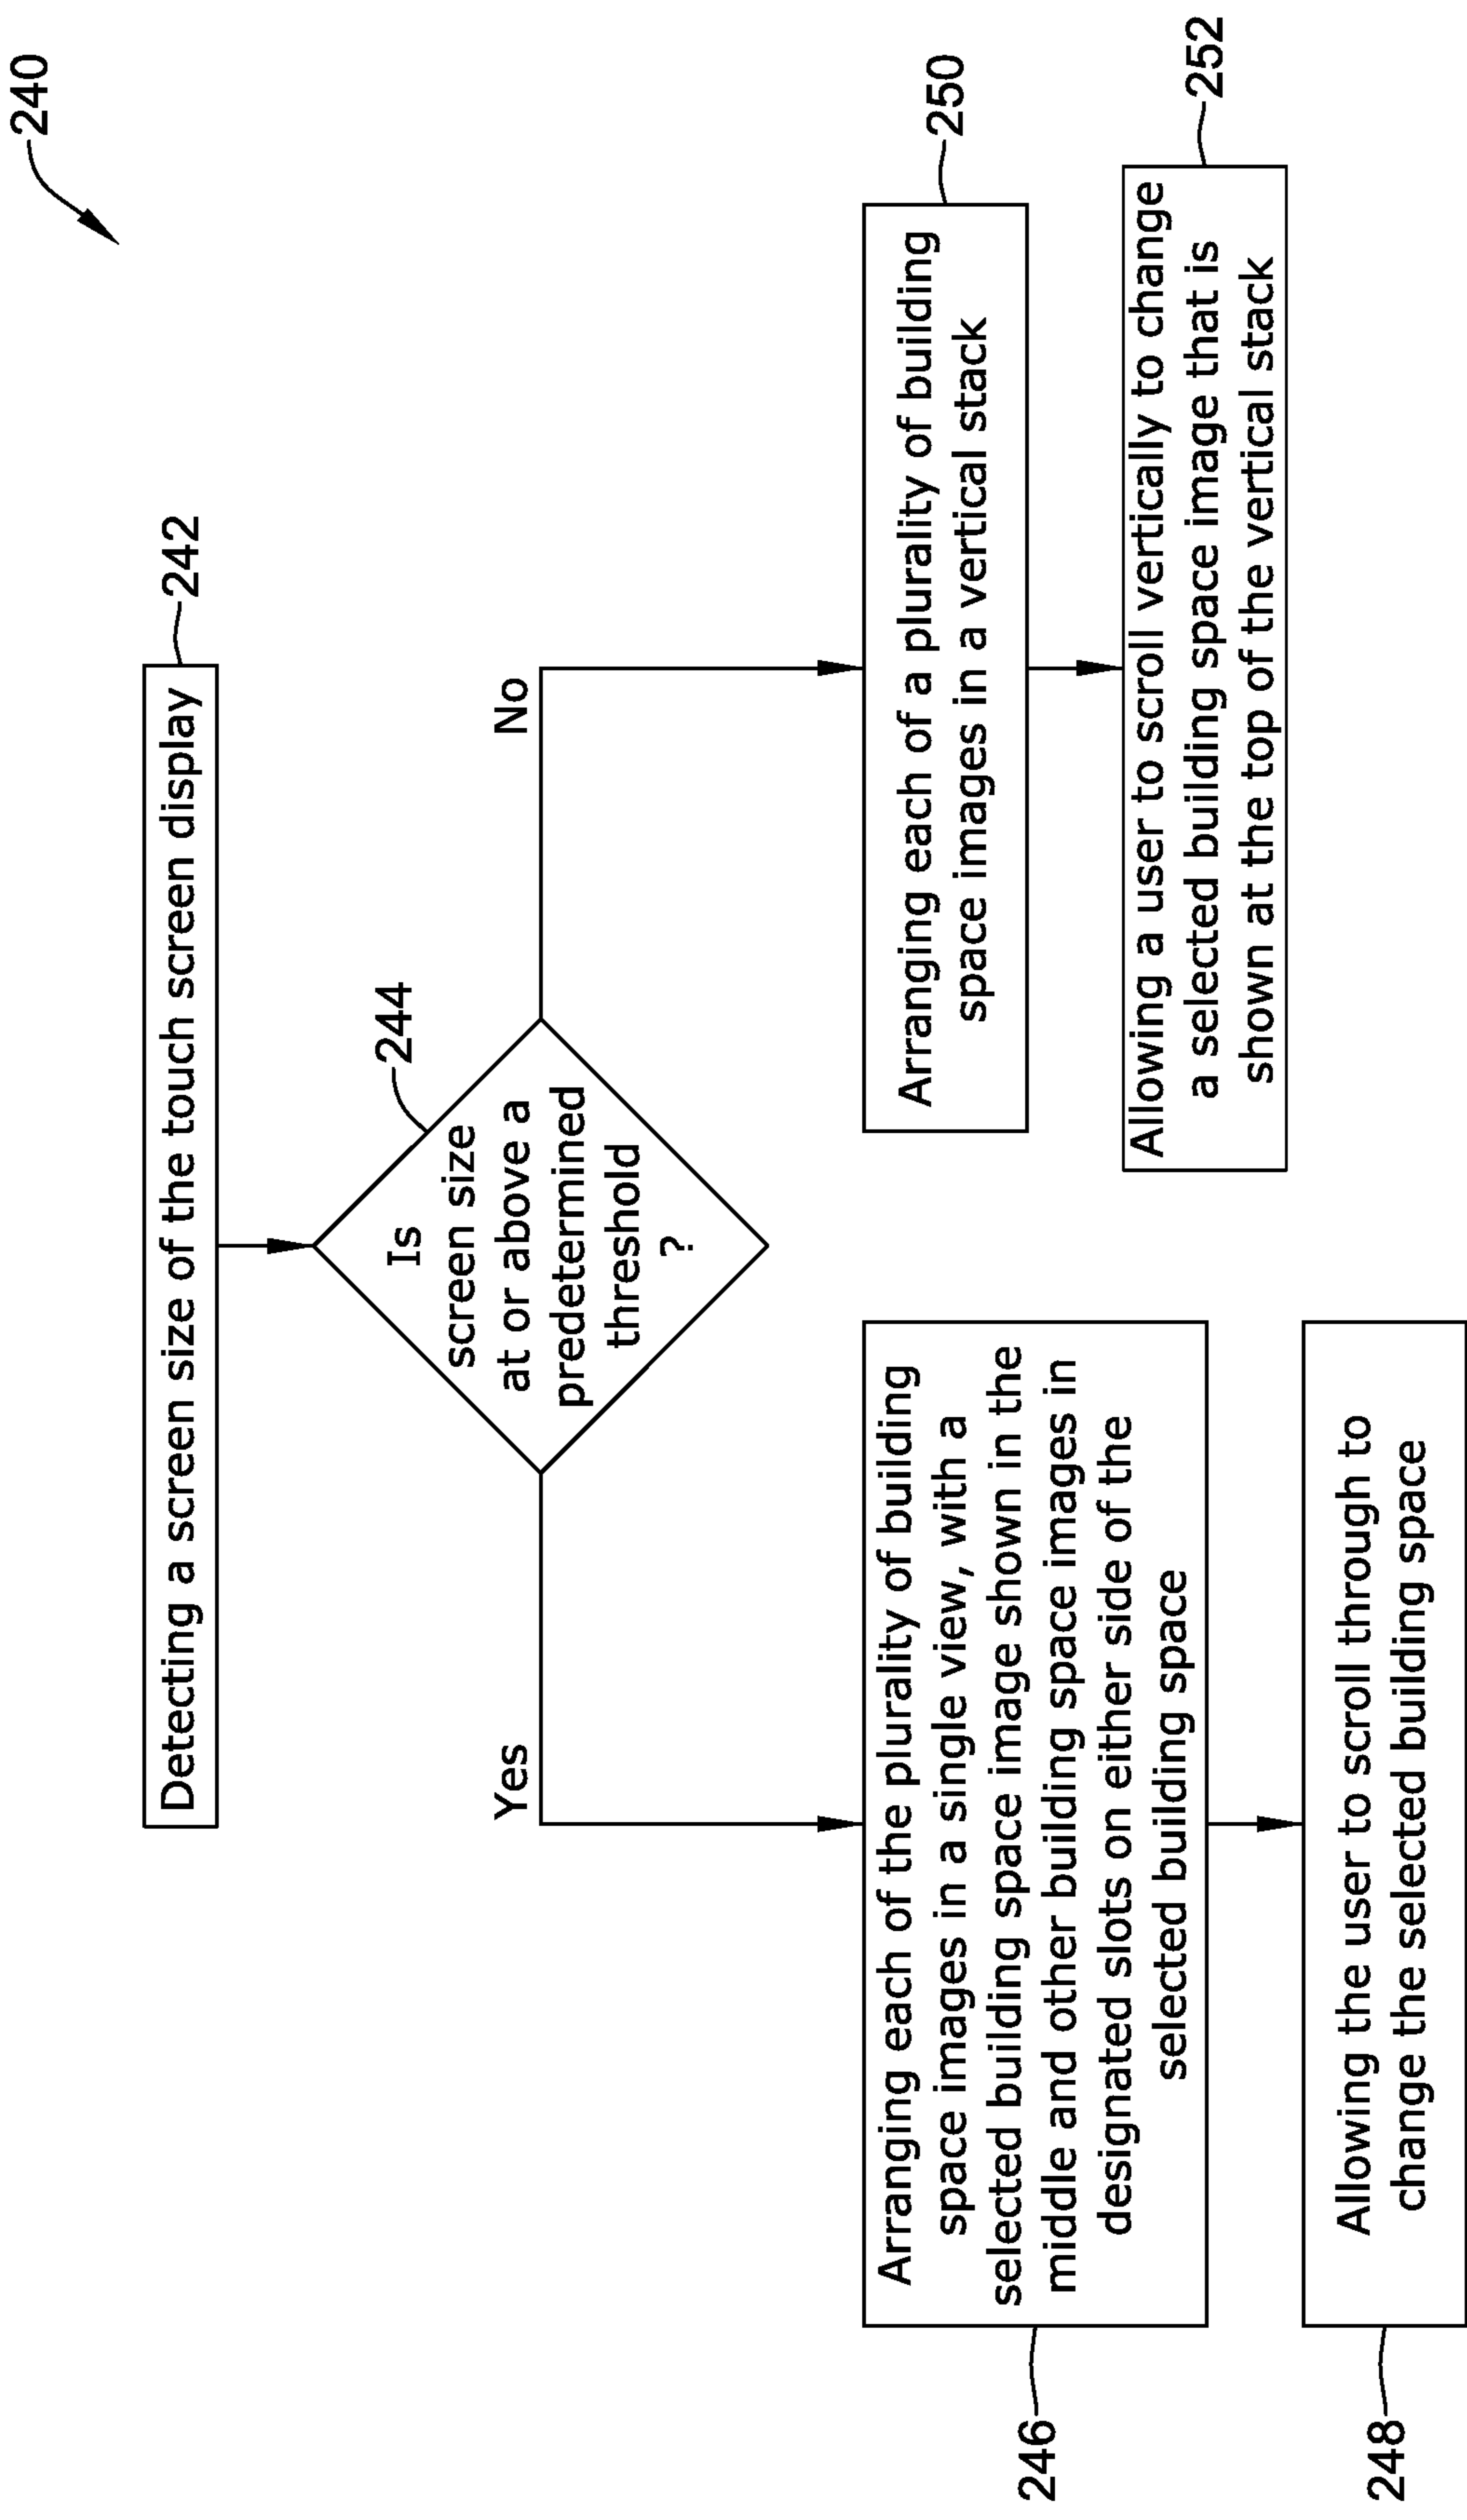 240
Detecting a screen size of the touch screen display
242
Is
screen size
at or above a
predetermined
threshold
?
244
Yes
No
Arranging each of the plurality of building
space images in a single view, with a
selected building space image shown in the
middle and other building space images in
designated slots on either side of the
selected building space
246
Allowing the user to scroll through to
change the selected building space
248
Arranging each of a plurality of building
space images in a vertical stack
250
Allowing a user to scroll vertically to change
a selected building space image that is
shown at the top of the vertical stack
252